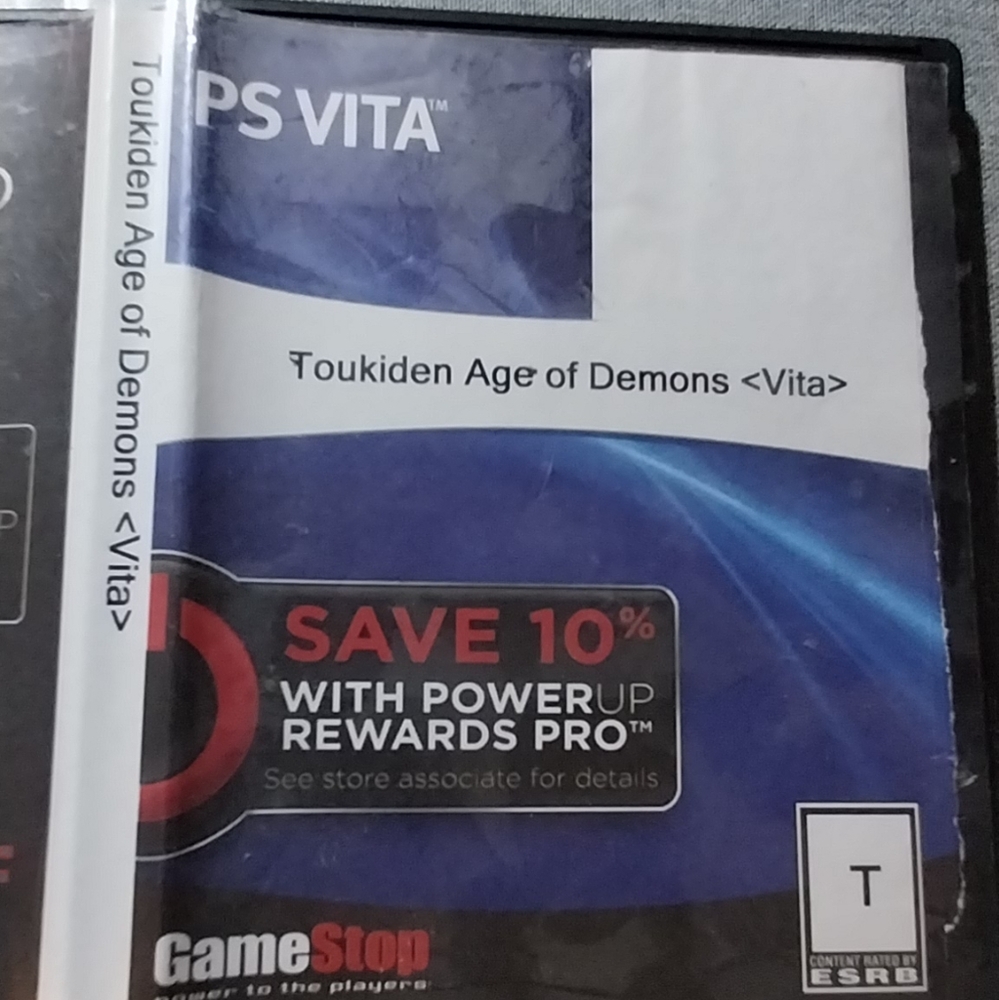 Toukiden Age of Demons <Vita>
PS VITA™
Toukiden Age of Demons <Vita>
SAVE 10%
WITH POWERUP
REWARDS PRO™
See store associate for details
T
CONTENT RATED BY
ESRB
GameStop
power to the players
P